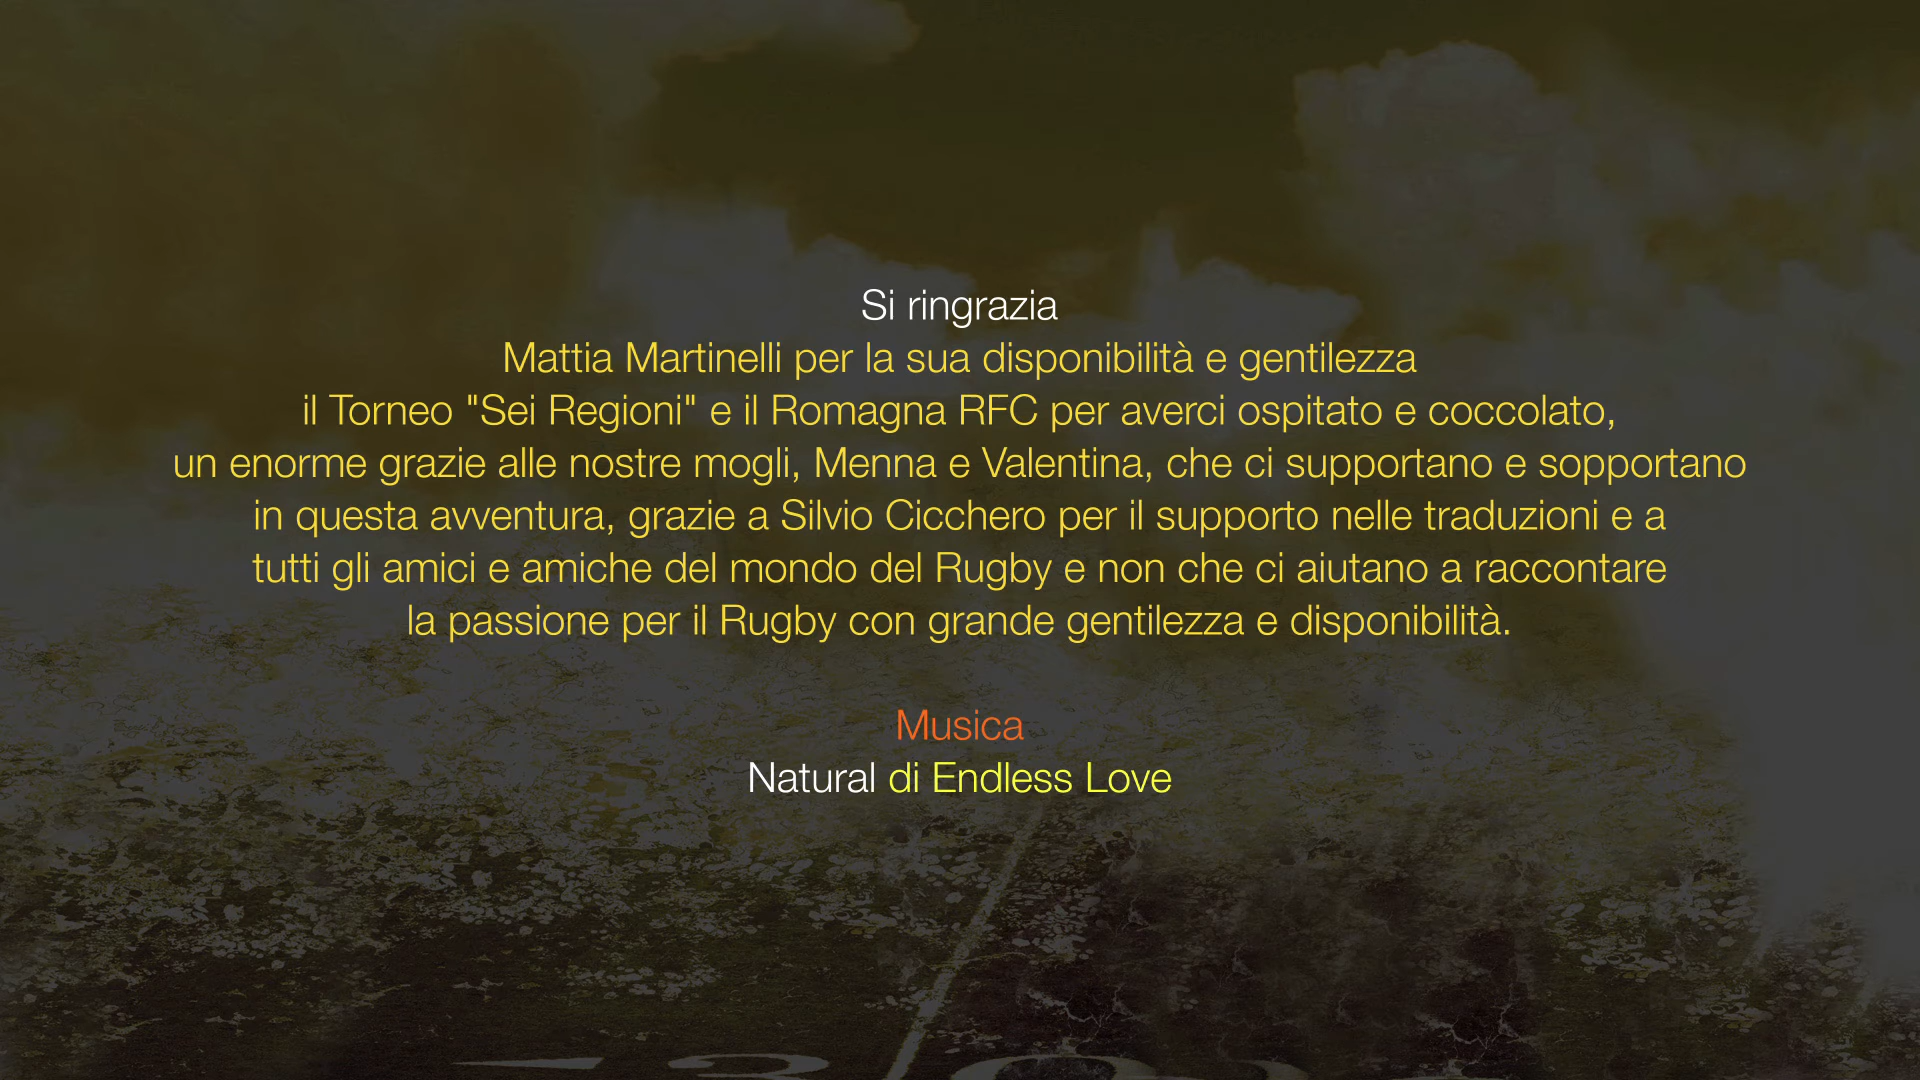 Si ringrazia
Mattia Martinelli per la sua disponibilità e gentilezza
il Torneo "Sei Regioni" e il Romagna RFC per averci ospitato e coccolato,
un enorme grazie alle nostre mogli, Menna e Valentina, che ci supportano e sopportano
in questa avventura, grazie a Silvio Cicchero per il supporto nelle traduzioni e a
tutti gli amici e amiche del mondo del Rugby e non che ci aiutano a raccontare
la passione per il Rugby con grande gentilezza e disponibilità.
Musica
Natural di Endless Love